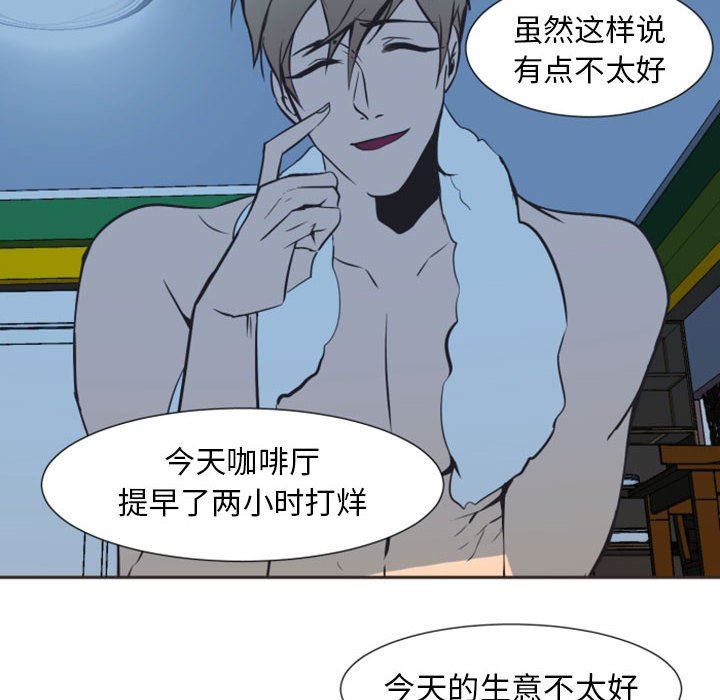 虽然这样说
有点不太好
今天咖啡厅
提早了两小时打烊
今天的生意不太好